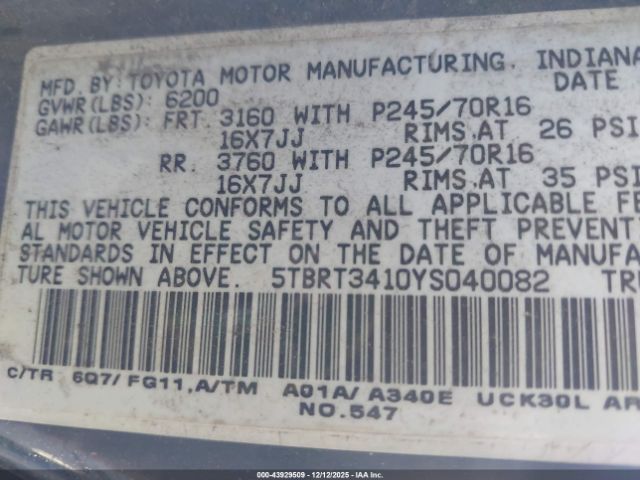 MFD. BY: TOYOTA MOTOR MANUFACTURING, INDIANA
DATE
GVWR(LBS): 6200
GAWR(LBS): FRT. 3160 WITH P245/70R16
16X7JJ RIMS.AT 26 PSI
RR. 3760 WITH P245/70R16
16X7JJ RIMS.AT 35 PSI
THIS VEHICLE CONFORMS TO ALL APPLICABLE FE
AL MOTOR VEHICLE SAFETY AND THEFT PREVENT
STANDARDS IN EFFECT ON THE DATE OF MANUFA
TURE SHOWN ABOVE. 5TBRT3410YS040082 TRU
C/TR 6Q7/ FG11,A/TM A01A/ A340E UCK30L AR
NO.547
000-43929509 - 12/12/2025 - IAA, Inc.